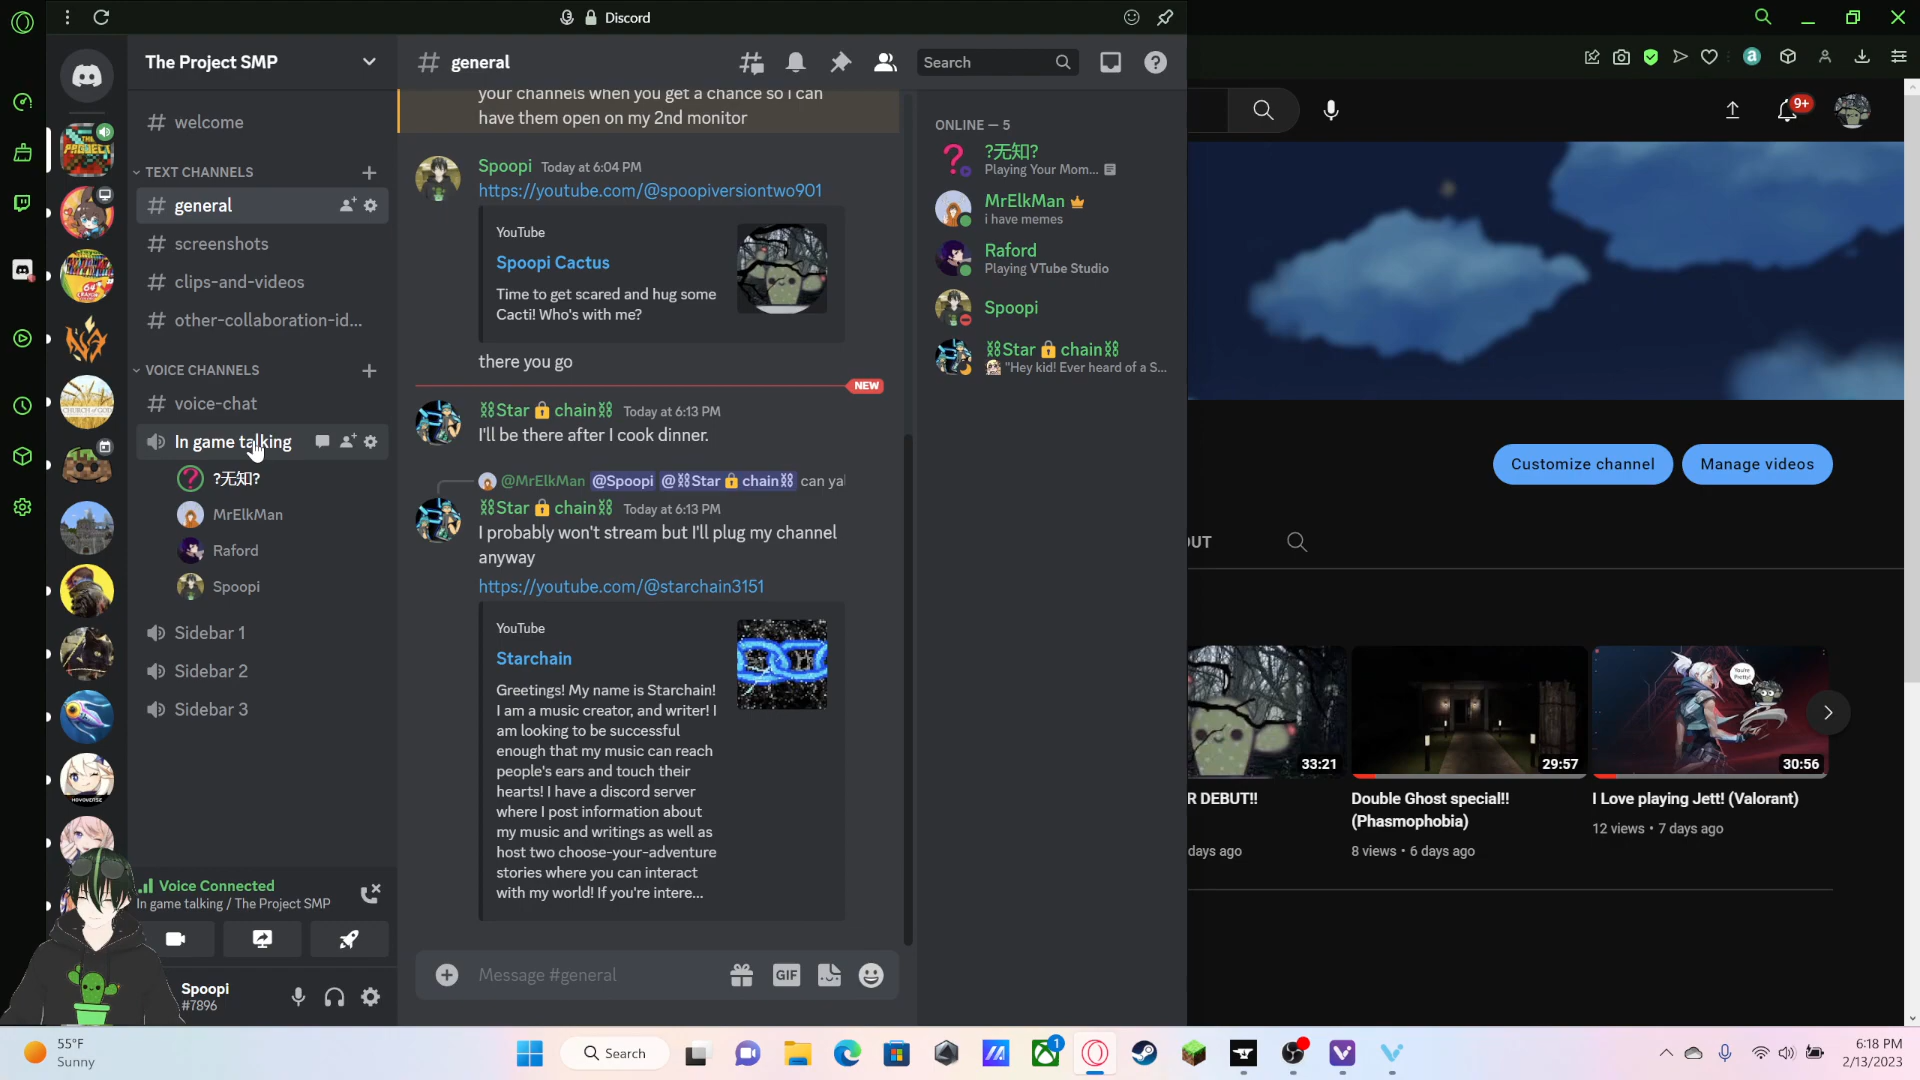 Discord
The Project SMP
general
Search
welcome
TEXT CHANNELS
general
screenshots
clips-and-videos
other-collaboration-id...
VOICE CHANNELS
voice-chat
In game talking
?无知?
MrElkMan
Raford
Spoopi
Sidebar 1
Sidebar 2
Sidebar 3
Voice Connected
In game talking / The Project SMP
Spoopi
#7896
your channels when you get a chance so i can
have them open on my 2nd monitor
Spoopi Today at 6:04 PM
https://youtube.com/@spoopiversiontwo901
YouTube
Spoopi Cactus
Time to get scared and hug some
Cacti! Who's with me?
there you go
NEW
⛓Star🔒chain⛓ Today at 6:13 PM
I'll be there after I cook dinner.
@MrElkMan @Spoopi @⛓Star🔒chain⛓ can yal
⛓Star🔒chain⛓ Today at 6:13 PM
I probably won't stream but I'll plug my channel
anyway
https://youtube.com/@starchain3151
YouTube
Starchain
Greetings! My name is Starchain!
I am a music creator, and writer! I
am looking to be successful
enough that my music can reach
people's ears and touch their
hearts! I have a discord server
where I post information about
my music and writings as well as
host two choose-your-adventure
stories where you can interact
with my world! If you're intere...
Message #general
GIF
ONLINE — 5
?无知?
Playing Your Mom...
MrElkMan
i have memes
Raford
Playing VTube Studio
Spoopi
⛓Star🔒chain⛓
"Hey kid! Ever heard of a S...
9+
Customize channel
Manage videos
OUT
33:21
R DEBUT!!
days ago
29:57
Double Ghost special!!
(Phasmophobia)
8 views • 6 days ago
You're
Pretty!
30:56
I Love playing Jett! (Valorant)
12 views • 7 days ago
55°F
Sunny
Search
1
6:18 PM
2/13/2023